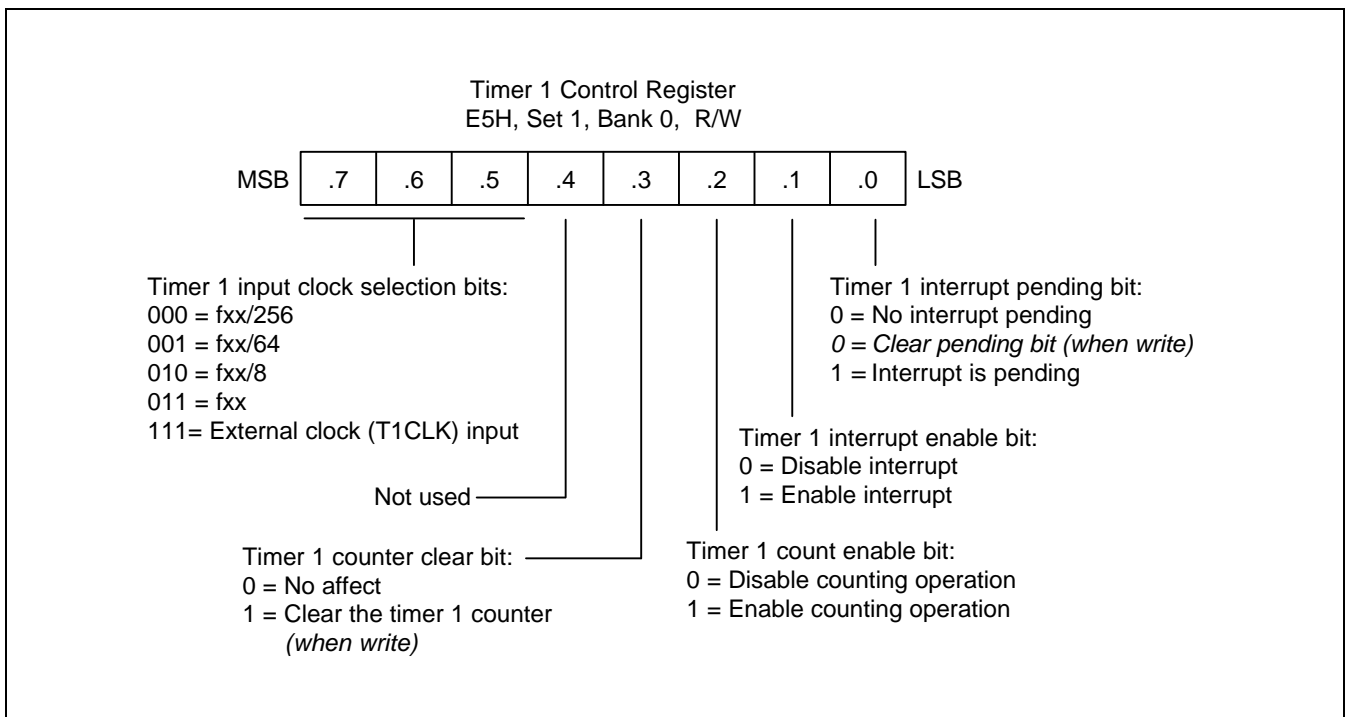 Timer 1 Control Register
E5H, Set 1, Bank 0,  R/W
MSB .7 .6 .5 .4 .3 .2 .1 .0 LSB
Timer 1 input clock selection bits:
000 = fxx/256
001 = fxx/64
010 = fxx/8
011 = fxx
111= External clock (T1CLK) input
Timer 1 interrupt pending bit:
0 = No interrupt pending
0 = Clear pending bit (when write)
1 = Interrupt is pending
Timer 1 interrupt enable bit:
0 = Disable interrupt
1 = Enable interrupt
Not used
Timer 1 counter clear bit:
0 = No affect
1 = Clear the timer 1 counter
(when write)
Timer 1 count enable bit:
0 = Disable counting operation
1 = Enable counting operation